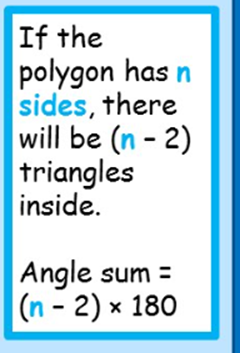 If the
polygon has n
sides, there
will be (n – 2)
triangles
inside.
Angle sum =
(n – 2) × 180